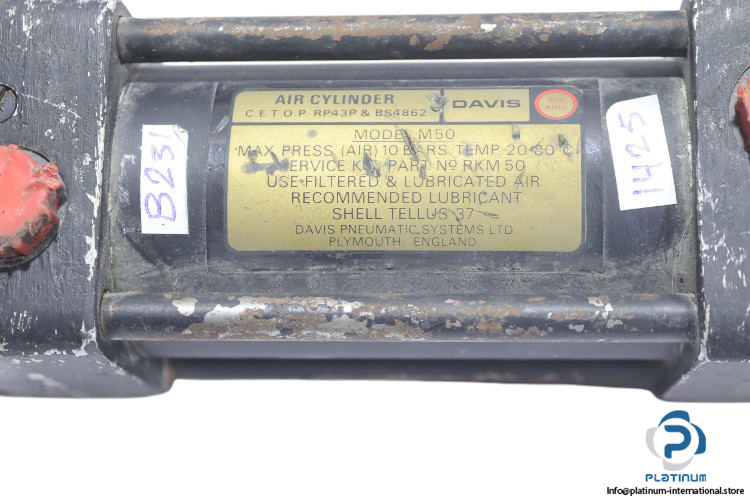 AIR CYLINDER
C.E.T.O.P. RP43P & BS4862
DAVIS
RED
RING
MODEL M50
MAX. PRESS. (AIR) 10 BARS. TEMP. 20-80°C
SERVICE KIT PART Nº RKM 50
USE FILTERED & LUBRICATED AIR
RECOMMENDED LUBRICANT
SHELL TELLUS 37
DAVIS PNEUMATIC SYSTEMS LTD
PLYMOUTH, ENGLAND
B231
1425
PLATINUM
Info@platinum-international.store